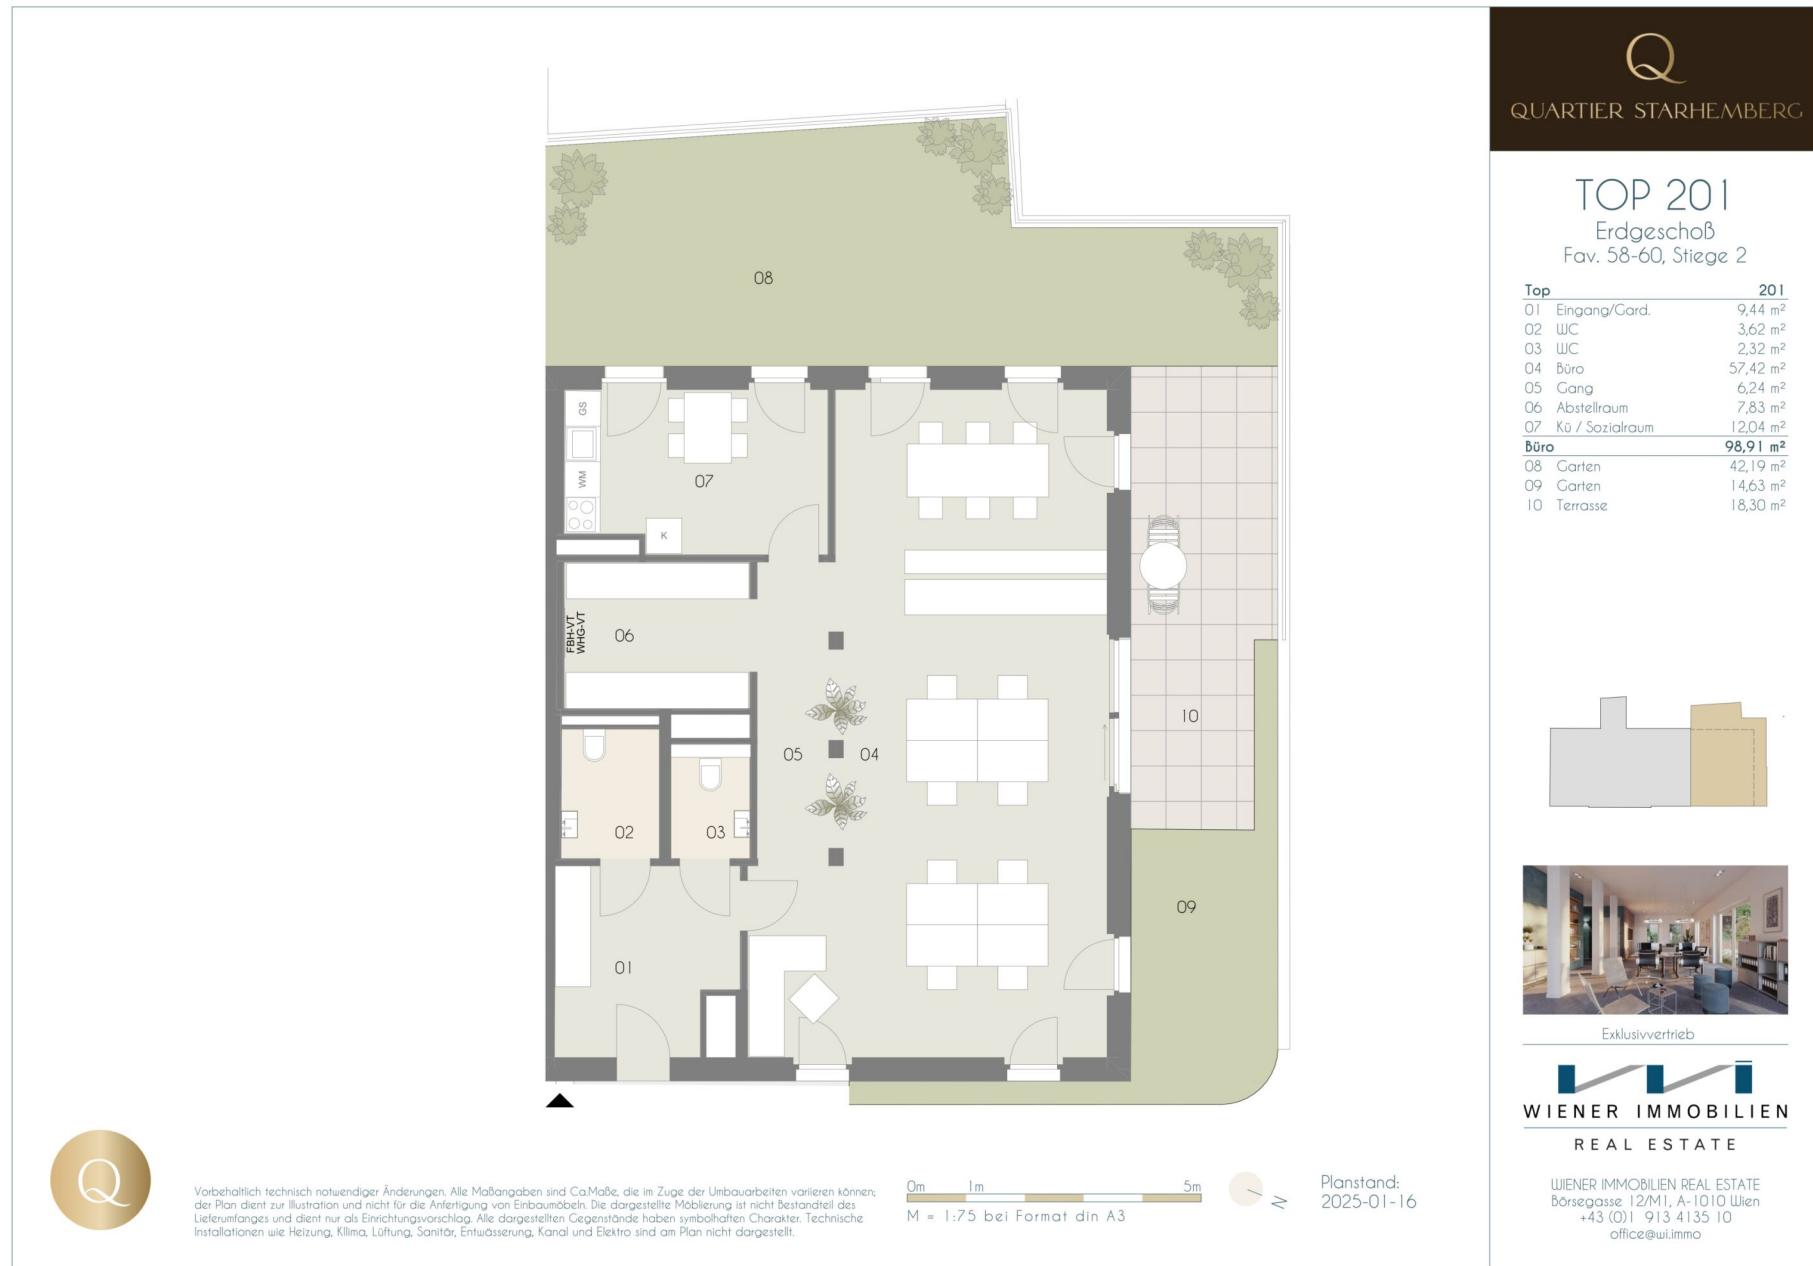 Q
QUARTIER STARHEMBERG
TOP 201
Erdgeschoß
Fav. 58-60, Stiege 2
Top 201
01 Eingang/Gard. 9,44 m²
02 WC 3,62 m²
03 WC 2,32 m²
04 Büro 57,42 m²
05 Gang 6,24 m²
06 Abstellraum 7,83 m²
07 Kü / Sozialraum 12,04 m²
Büro 98,91 m²
08 Garten 42,19 m²
09 Garten 14,63 m²
10 Terrasse 18,30 m²
08
GS
WM
07
K
FBH-VT
WHG-VT
06
10
05
04
02
03
09
01
Exklusivvertrieb
WIENER IMMOBILIEN
REAL ESTATE
WIENER IMMOBILIEN REAL ESTATE
Börsegasse 12/M1, A-1010 Wien
+43 (0)1 913 4135 10
office@wi.immo
Q
Vorbehaltlich technisch notwendiger Änderungen. Alle Maßangaben sind Ca.Maße, die im Zuge der Umbauarbeiten variieren können;
der Plan dient zur Illustration und nicht für die Anfertigung von Einbaumöbeln. Die dargestellte Möblierung ist nicht Bestandteil des
Lieferumfanges und dient nur als Einrichtungsvorschlag. Alle dargestellten Gegenstände haben symbolhaften Charakter. Technische
Installationen wie Heizung, Kllima, Lüftung, Sanitär, Entwässerung, Kanal und Elektro sind am Plan nicht dargestellt.
0m 1m 5m
M = 1:75 bei Format din A3
N
Planstand:
2025-01-16